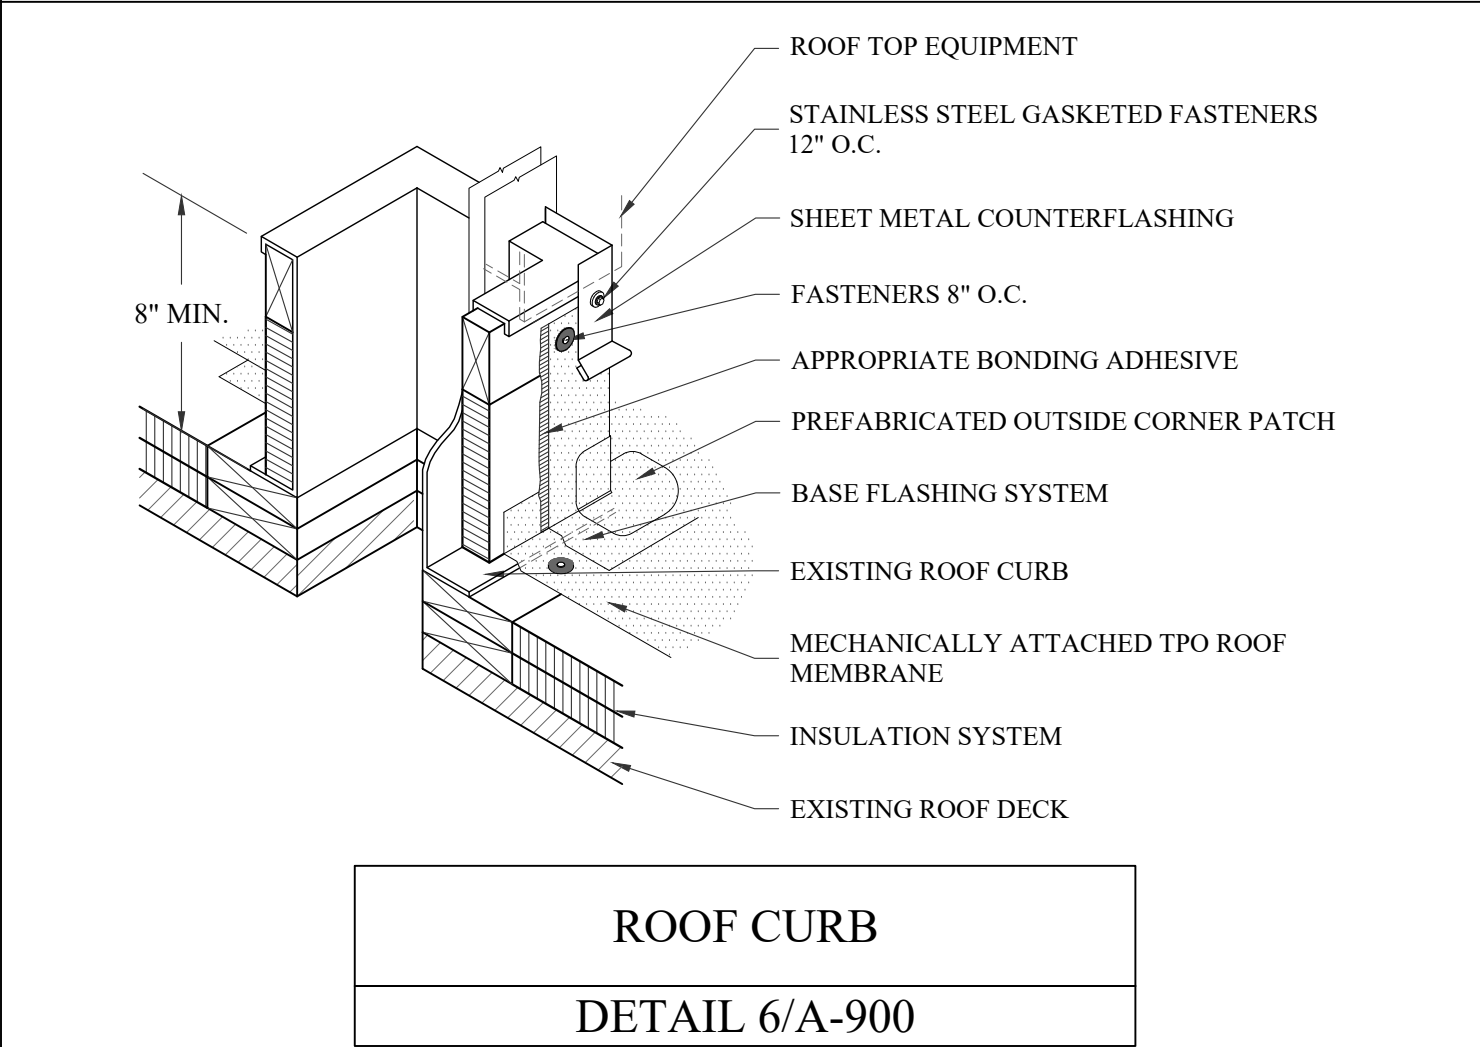 ROOF TOP EQUIPMENT
STAINLESS STEEL GASKETED FASTENERS
12" O.C.
SHEET METAL COUNTERFLASHING
8" MIN.
FASTENERS 8" O.C.
APPROPRIATE BONDING ADHESIVE
PREFABRICATED OUTSIDE CORNER PATCH
BASE FLASHING SYSTEM
EXISTING ROOF CURB
MECHANICALLY ATTACHED TPO ROOF
MEMBRANE
INSULATION SYSTEM
EXISTING ROOF DECK
ROOF CURB
DETAIL 6/A-900